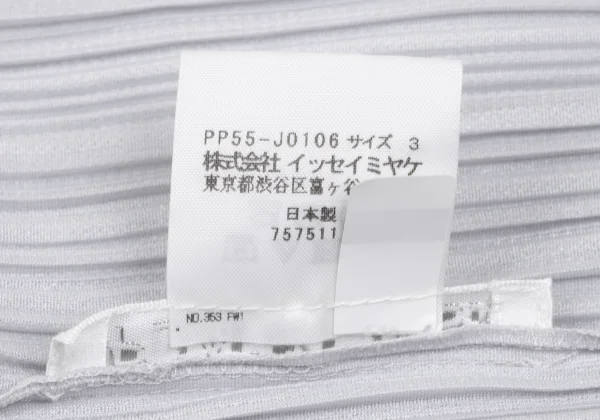 PP55-J0106 サイズ 3
株式会社 イッセイミヤケ
東京都渋谷区富ヶ谷
日本製
757511
NO.353 FW1